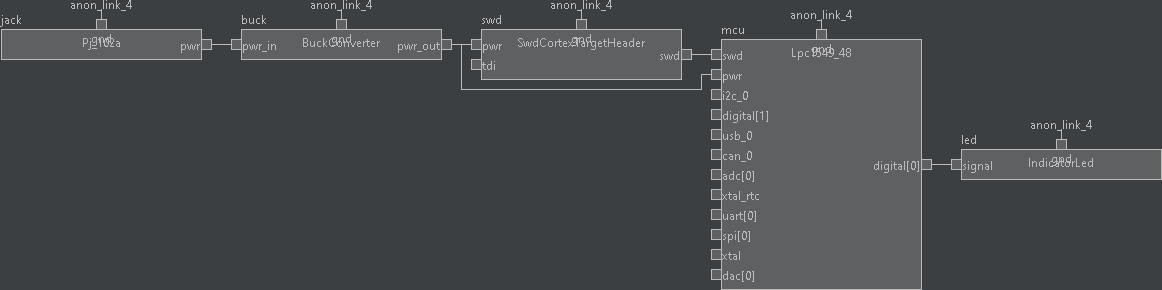 anon_link_4
jack
gnd
Pj_102a
pwr
anon_link_4
buck
gnd
BuckConverter
pwr_in
pwr_out
anon_link_4
swd
gnd
SwdCortexTargetHeader
pwr
tdi
swd
anon_link_4
mcu
gnd
Lpc1549_48
swd
pwr
i2c_0
digital[1]
usb_0
can_0
adc[0]
xtal_rtc
uart[0]
spi[0]
xtal
dac[0]
digital[0]
anon_link_4
led
gnd
IndicatorLed
signal